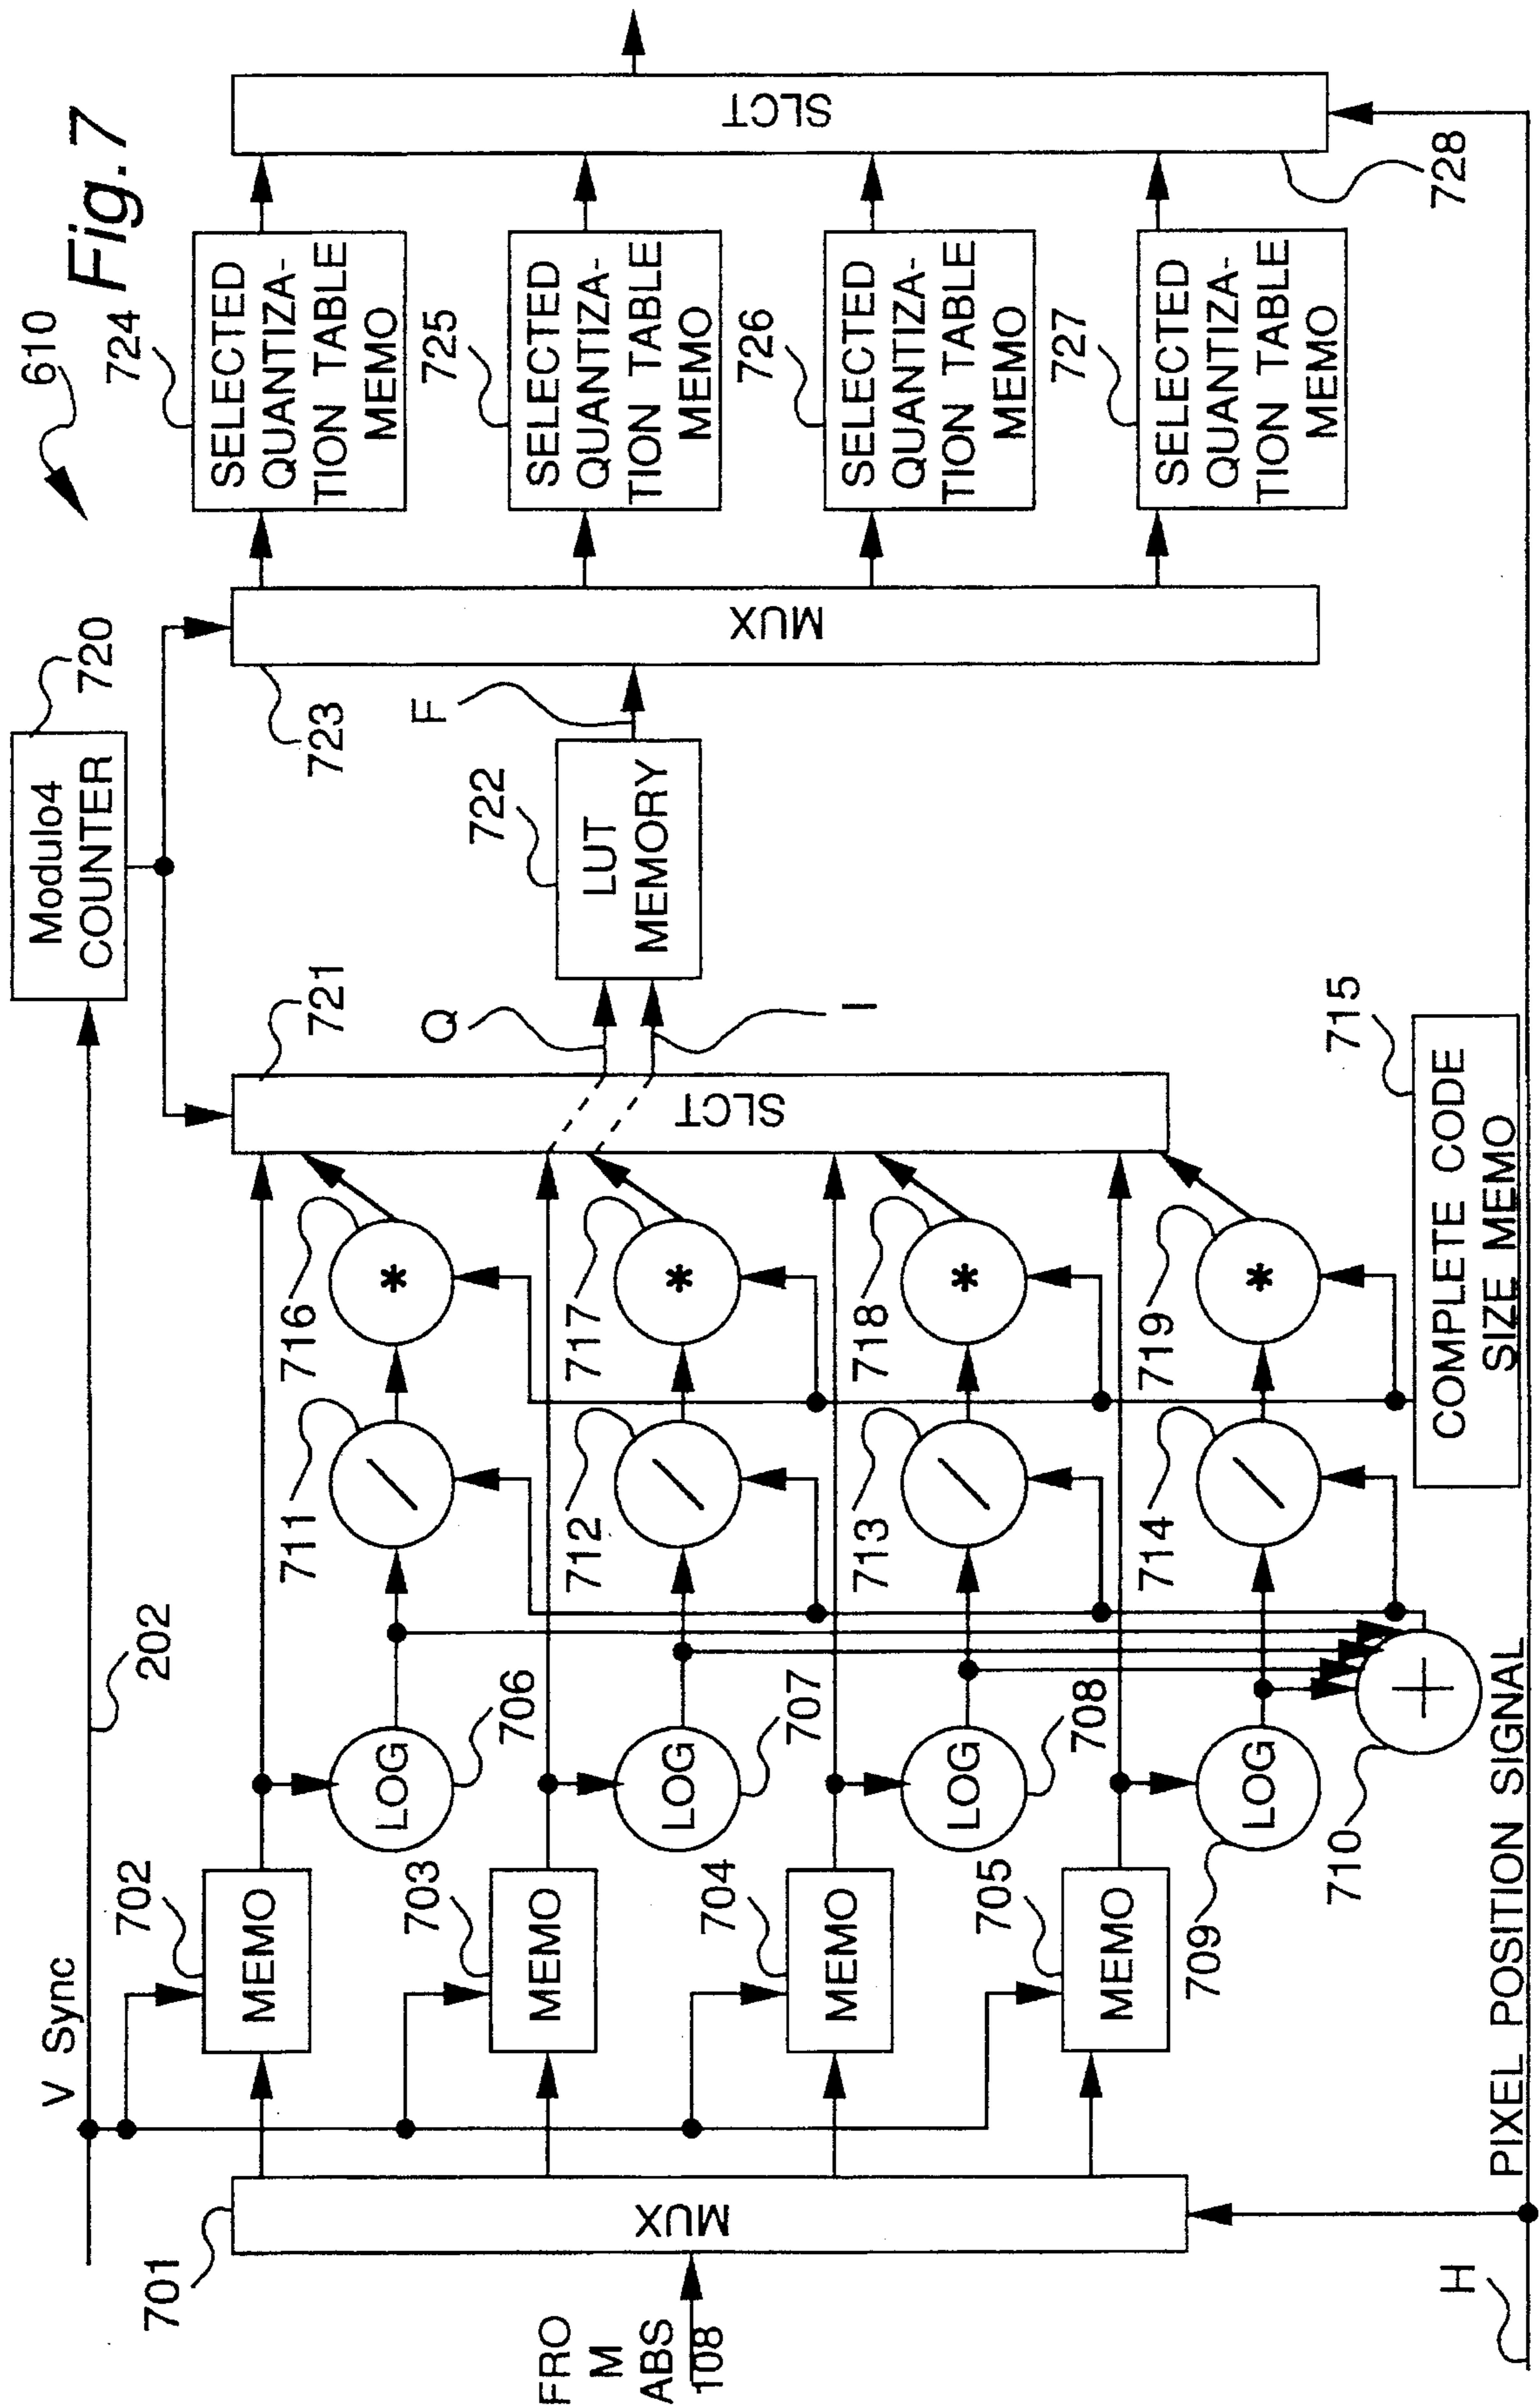 Fig. 7
610
V Sync
202
Modulo4
COUNTER
720
FRO
M
ABS
108
701
MUX
702
MEMO
703
MEMO
704
MEMO
705
MEMO
LOG
706
LOG
707
LOG
708
LOG
709
+
710
/
711
/
712
/
713
/
714
COMPLETE CODE
SIZE MEMO
715
*
716
*
717
*
718
*
719
SLCT
721
Q
I
LUT
MEMORY
722
F
MUX
723
SELECTED
QUANTIZA-
TION TABLE
MEMO
724
SELECTED
QUANTIZA-
TION TABLE
MEMO
725
SELECTED
QUANTIZA-
TION TABLE
MEMO
726
SELECTED
QUANTIZA-
TION TABLE
MEMO
727
SLCT
728
H
PIXEL POSITION SIGNAL